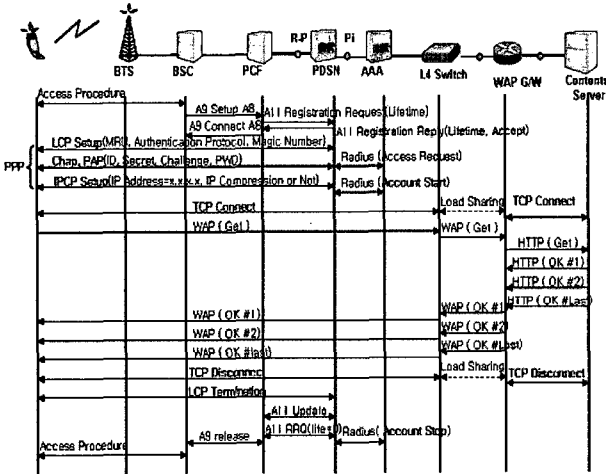 R-P Pi
BTS BSC PCF PDSN AAA L4 Switch WAP G/W Contents Server
Access Procedure
A9 Setup A8
A11 Registration Request(Lifetime)
A9 Connect A8
A11 Registration Reply(Lifetime, Accept)
PPP
LCP Setup(MRU, Authentication Protocol, Magic Number)
Chap, PAP(ID, Secret, Challenge, PWD)
Radius (Access Request)
IPCP Setup(IP Address=x.x.x.x, IP Compression or Not)
Radius (Account Start)
TCP Connect
Load Sharing
TCP Connect
WAP ( Get )
WAP ( Get )
HTTP ( Get )
HTTP ( OK #1)
HTTP ( OK #2)
HTTP ( OK #Last)
WAP ( OK #1)
WAP ( OK #1)
WAP ( OK #2)
WAP ( OK #2)
WAP ( OK #last)
WAP ( OK #Last)
TCP Disconnect
Load Sharing
TCP Disconnect
LCP Termination
A11 Update
A11 RRQ(life=0)
Radius( Account Stop)
A9 release
Access Procedure